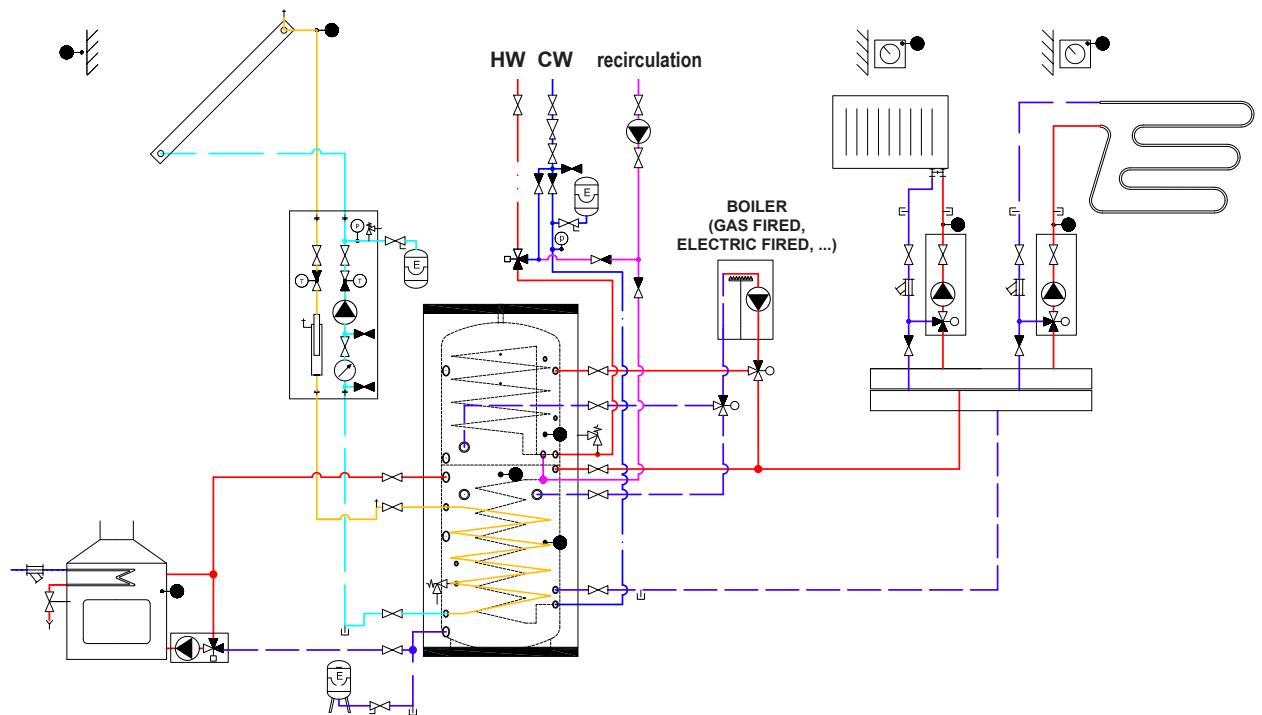 HW CW recirculation
E
BOILER
(GAS FIRED,
ELECTRIC FIRED, ...)
P
P
E
T
T
E